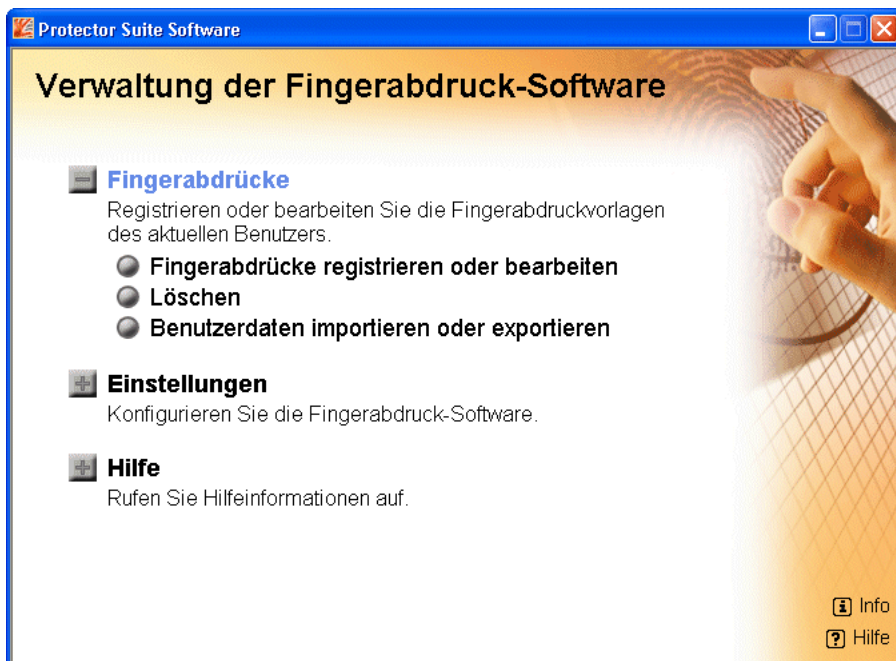 Protector Suite Software
Verwaltung der Fingerabdruck-Software
Fingerabdrücke
Registrieren oder bearbeiten Sie die Fingerabdruckvorlagen
des aktuellen Benutzers.
Fingerabdrücke registrieren oder bearbeiten
Löschen
Benutzerdaten importieren oder exportieren
Einstellungen
Konfigurieren Sie die Fingerabdruck-Software.
Hilfe
Rufen Sie Hilfeinformationen auf.
Info
Hilfe